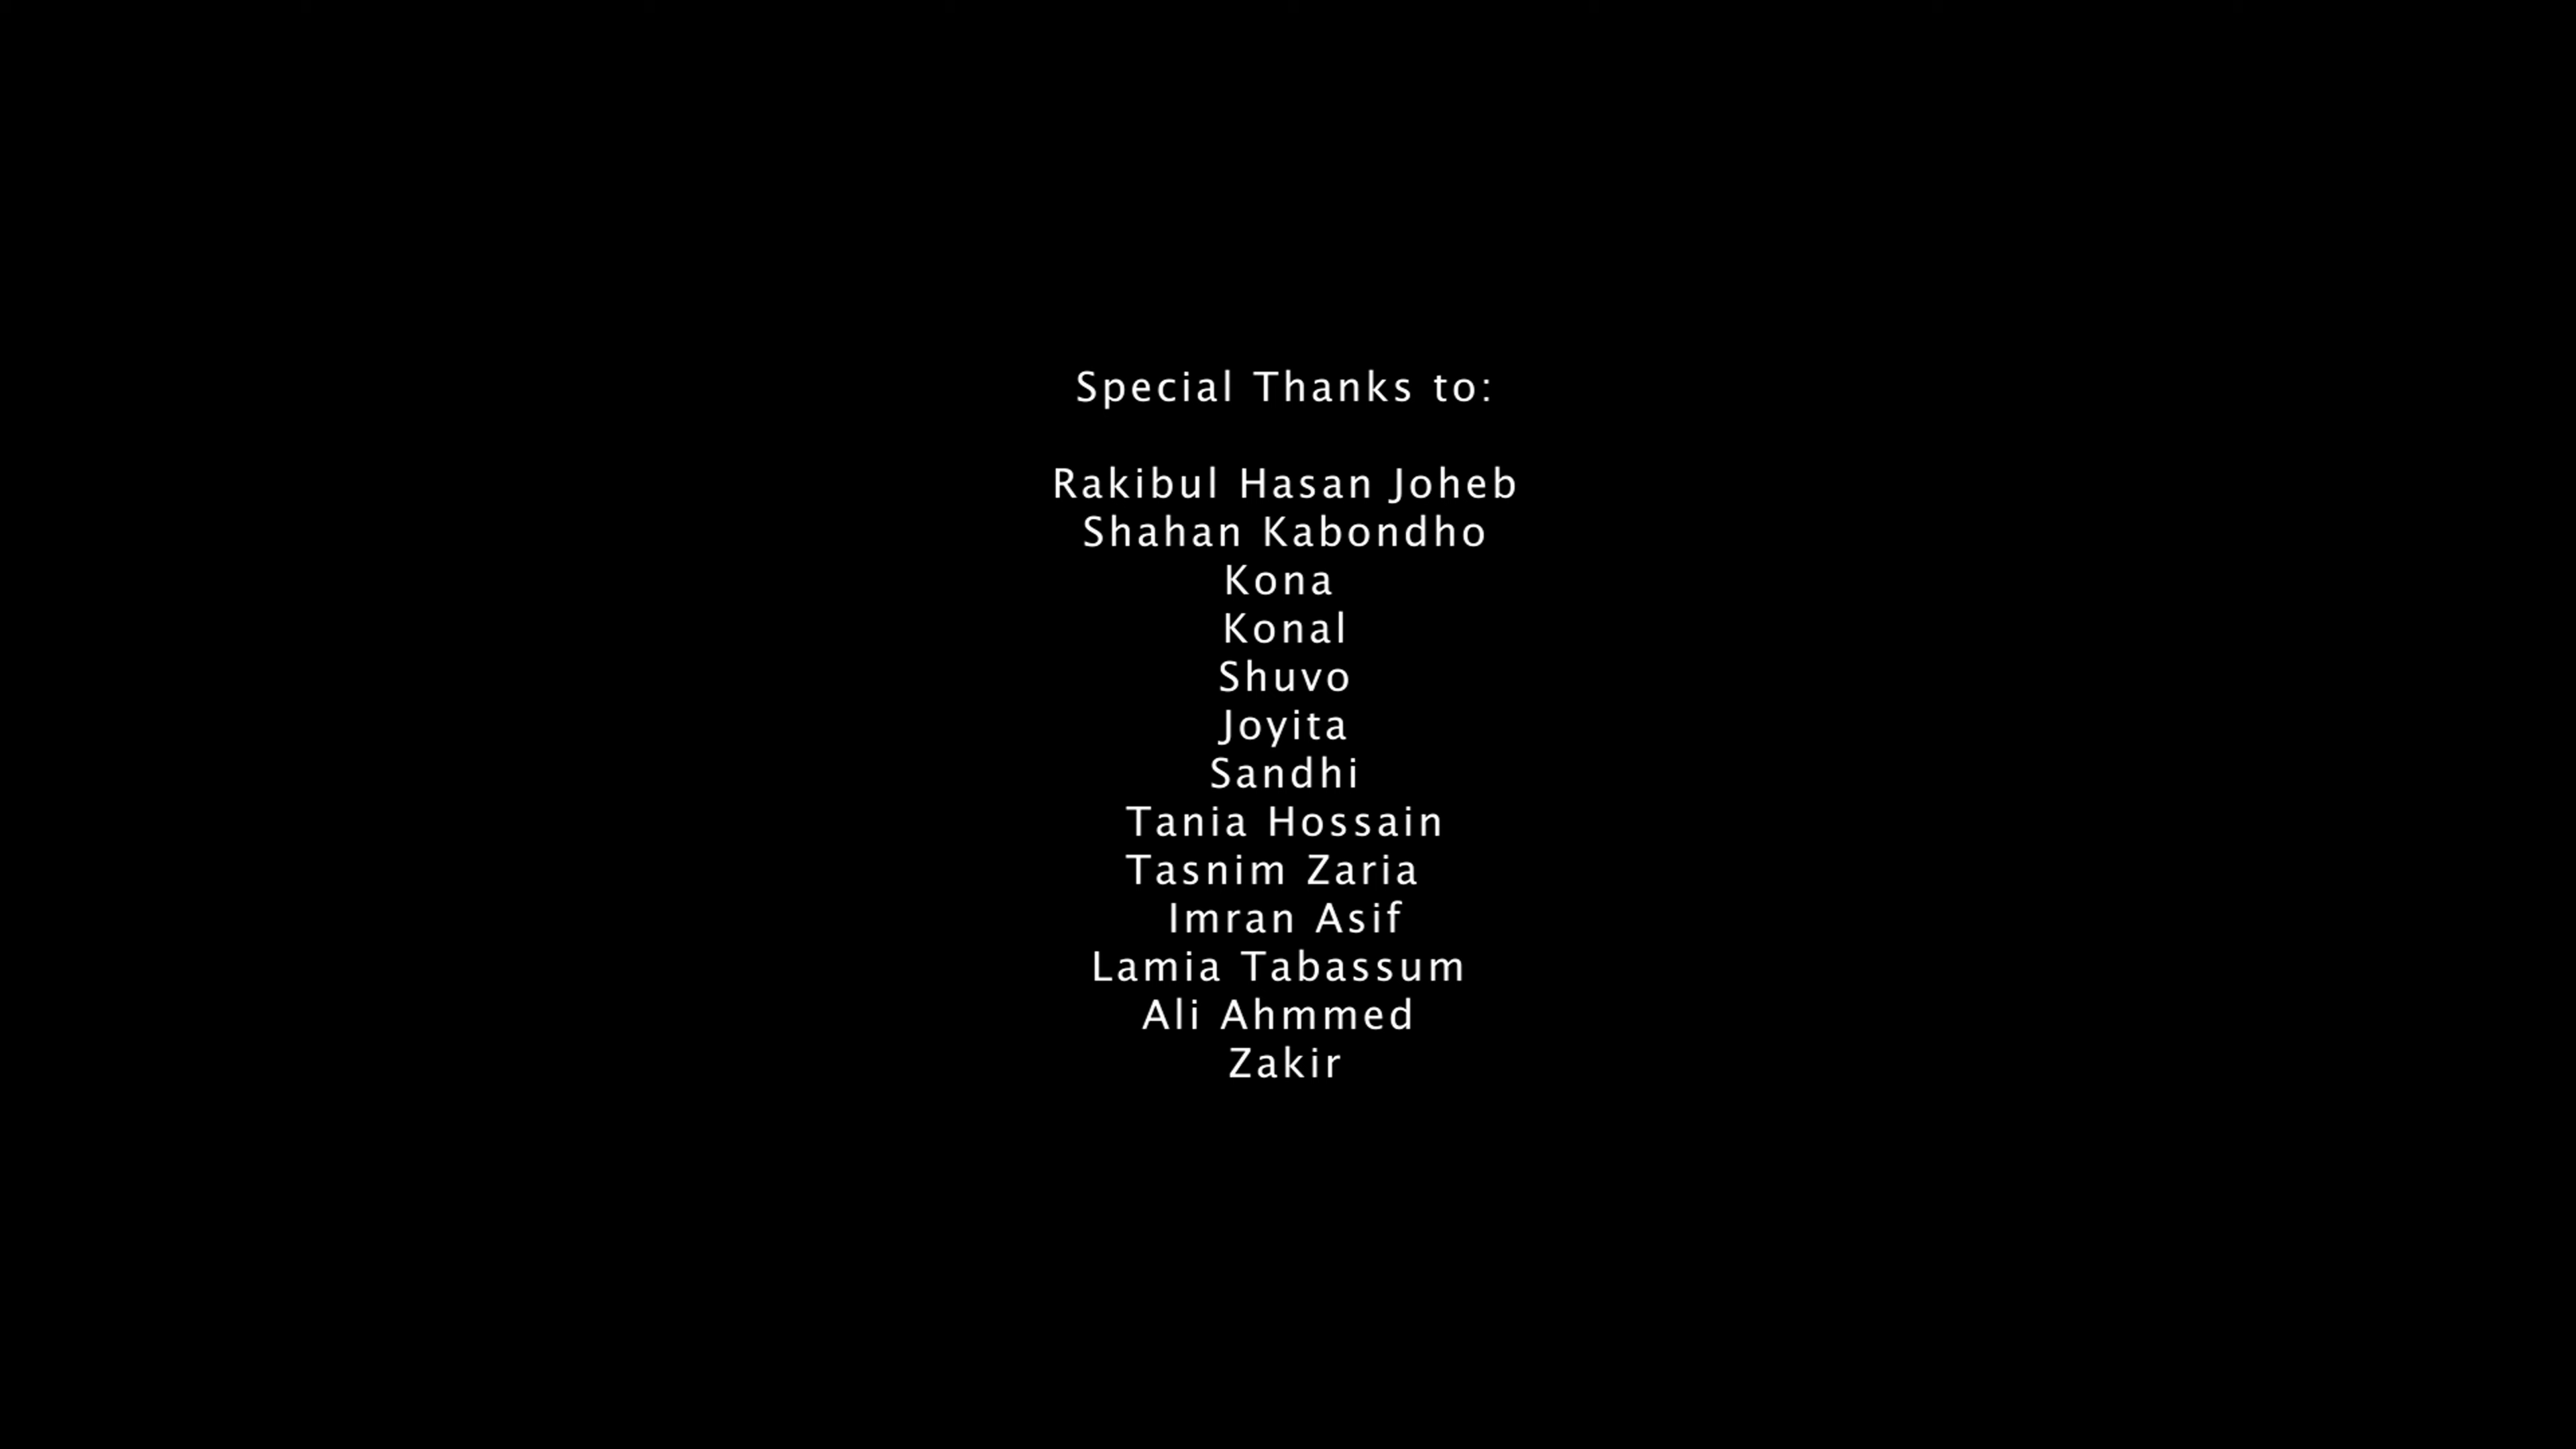 Special Thanks to:
Rakibul Hasan Joheb
Shahan Kabondho
Kona
Konal
Shuvo
Joyita
Sandhi
Tania Hossain
Tasnim Zaria
Imran Asif
Lamia Tabassum
Ali Ahmmed
Zakir